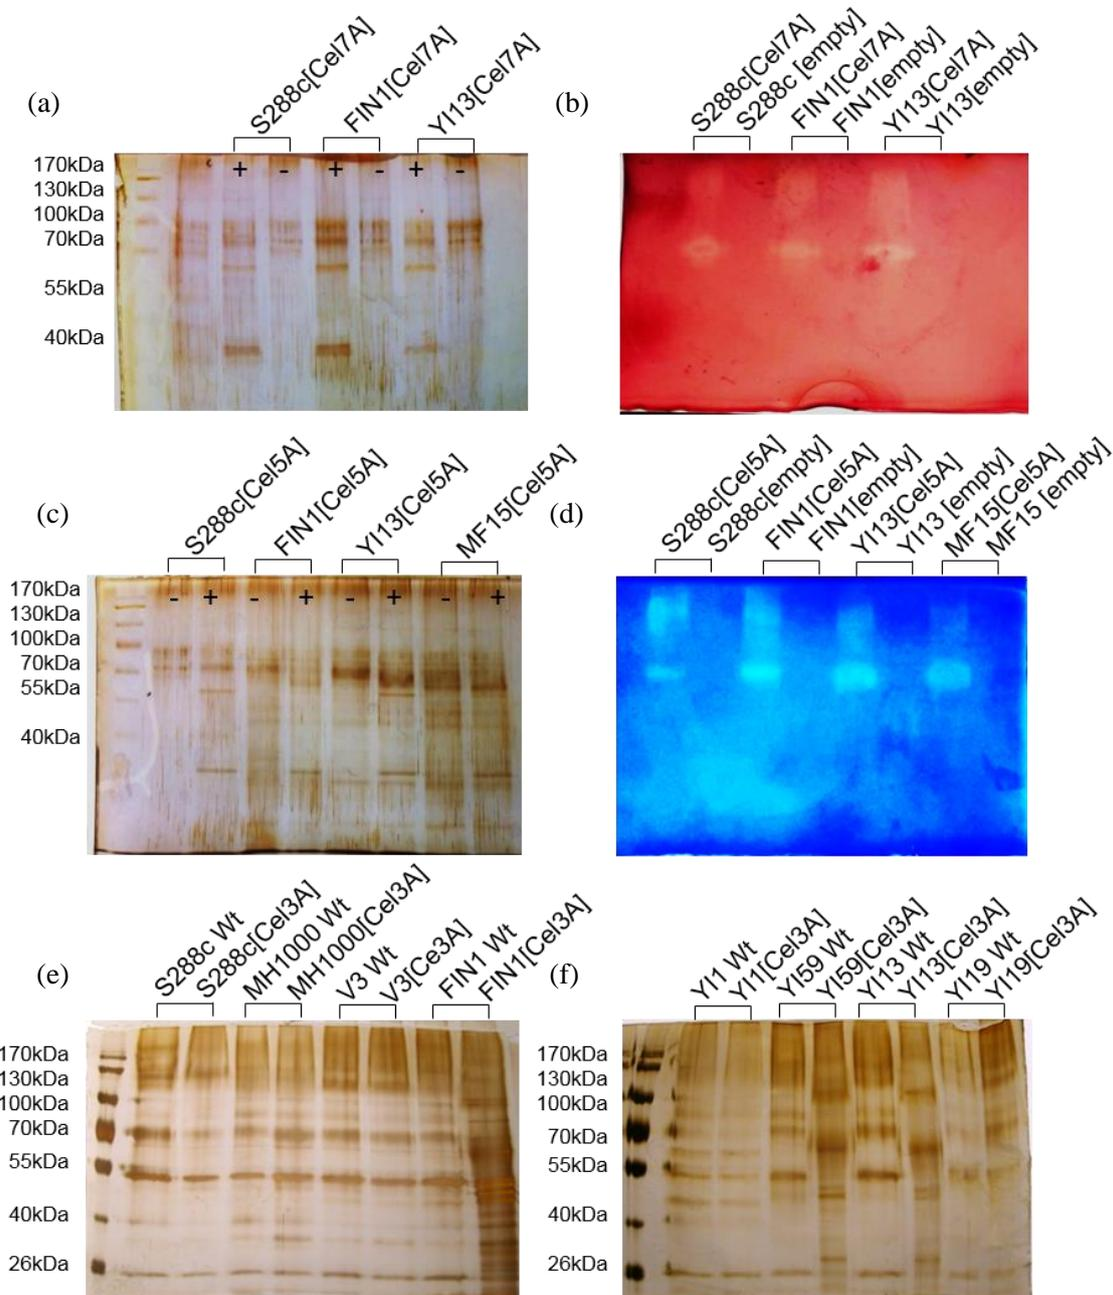 (a)
S288c[Cel7A]
FIN1[Cel7A]
YI13[Cel7A]
170kDa
130kDa
100kDa
70kDa
55kDa
40kDa
+ - + - + -
(b)
S288c[Cel7A]
S288c [empty]
FIN1[Cel7A]
FIN1[empty]
YI13[Cel7A]
YI13[empty]
(c)
S288c[Cel5A]
FIN1[Cel5A]
YI13[Cel5A]
MF15[Cel5A]
170kDa
130kDa
100kDa
70kDa
55kDa
40kDa
- + - + - + - +
(d)
S288c[Cel5A]
S288c[empty]
FIN1[Cel5A]
FIN1[empty]
YI13[Cel5A]
YI13 [empty]
MF15[Cel5A]
MF15 [empty]
(e)
S288c Wt
S288c[Cel3A]
MH1000 Wt
MH1000[Cel3A]
V3 Wt
V3[Ce3A]
FIN1 Wt
FIN1[Cel3A]
170kDa
130kDa
100kDa
70kDa
55kDa
40kDa
26kDa
(f)
YI1 Wt
YI1[Cel3A]
YI59 Wt
YI59[Cel3A]
YI13 Wt
YI13[Cel3A]
YI19 Wt
YI19[Cel3A]
170kDa
130kDa
100kDa
70kDa
55kDa
40kDa
26kDa